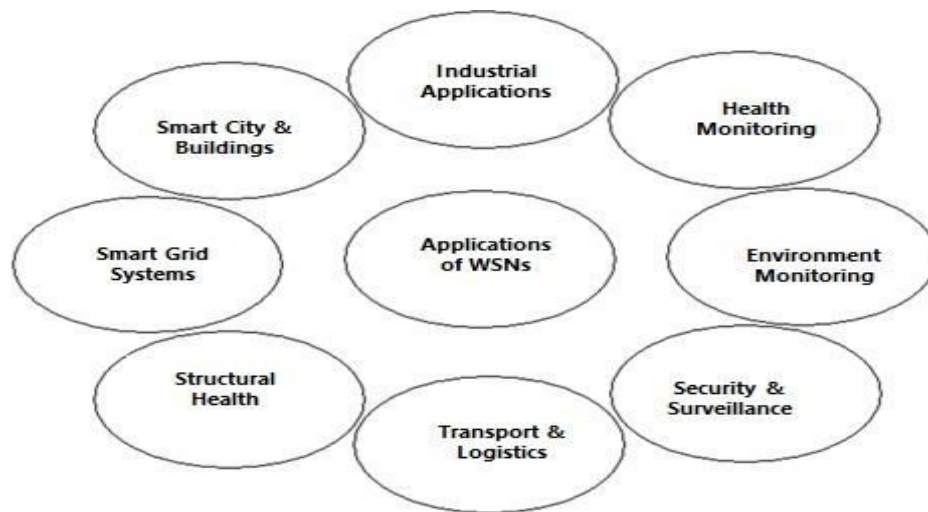 Industrial
Applications
Health
Monitoring
Smart City &
Buildings
Smart Grid
Systems
Applications
of WSNs
Environment
Monitoring
Structural
Health
Security &
Surveillance
Transport &
Logistics